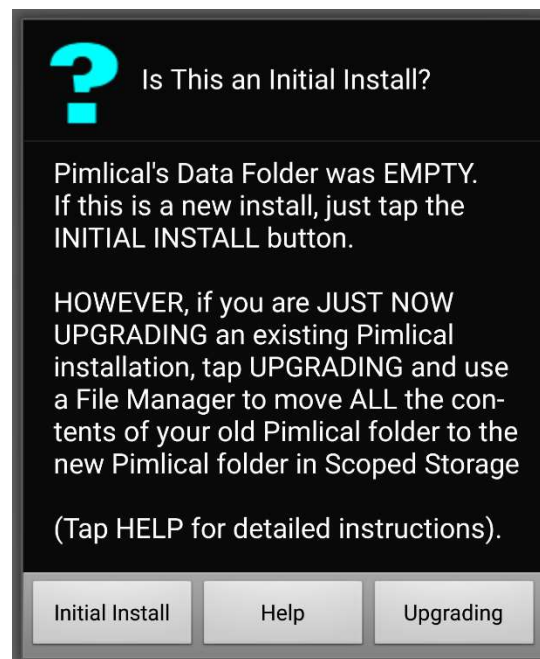 ?
Is This an Initial Install?
Pimlical's Data Folder was EMPTY.
If this is a new install, just tap the
INITIAL INSTALL button.
HOWEVER, if you are JUST NOW
UPGRADING an existing Pimlical
installation, tap UPGRADING and use
a File Manager to move ALL the con-
tents of your old Pimlical folder to the
new Pimlical folder in Scoped Storage
(Tap HELP for detailed instructions).
Initial Install Help Upgrading